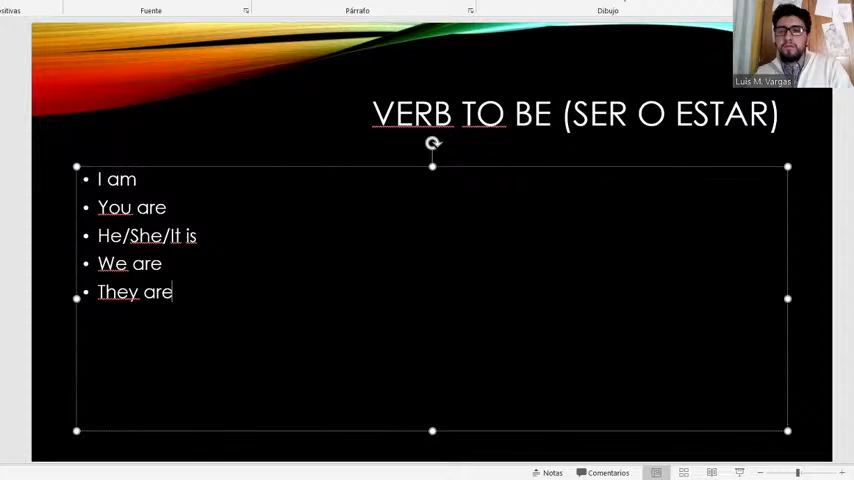 Fuente
Párrafo
Dibujo
Luis M. Vargas
VERB TO BE (SER O ESTAR)
• I am
• You are
• He/She/It is
• We are
• They are
Notas
Comentarios